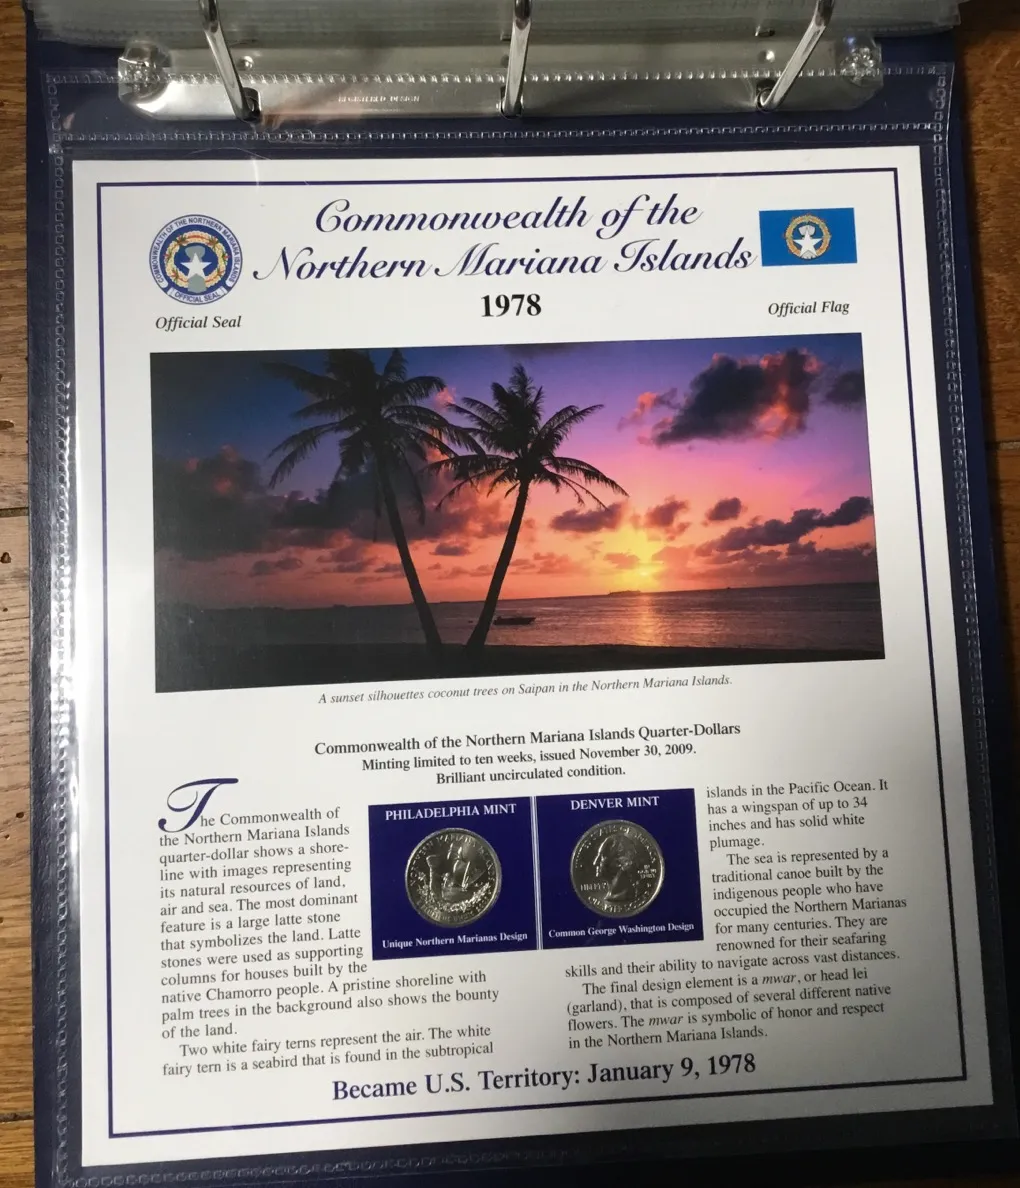 REGISTERED DESIGN
Commonwealth of the
Northern Mariana Islands
1978
COMMONWEALTH OF THE NORTHERN MARIANA ISLANDS
OFFICIAL SEAL
Official Seal
Official Flag
A sunset silhouettes coconut trees on Saipan in the Northern Mariana Islands.
Commonwealth of the Northern Mariana Islands Quarter-Dollars
Minting limited to ten weeks, issued November 30, 2009.
Brilliant uncirculated condition.
The Commonwealth of
the Northern Mariana Islands
quarter-dollar shows a shore-
line with images representing
its natural resources of land,
air and sea. The most dominant
feature is a large latte stone
that symbolizes the land. Latte
stones were used as supporting
columns for houses built by the
native Chamorro people. A pristine shoreline with
palm trees in the background also shows the bounty
of the land.
Two white fairy terns represent the air. The white
fairy tern is a seabird that is found in the subtropical
PHILADELPHIA MINT
Unique Northern Marianas Design
DENVER MINT
Common George Washington Design
islands in the Pacific Ocean. It
has a wingspan of up to 34
inches and has solid white
plumage.
The sea is represented by a
traditional canoe built by the
indigenous people who have
occupied the Northern Marianas
for many centuries. They are
renowned for their seafaring
skills and their ability to navigate across vast distances.
The final design element is a mwar, or head lei
(garland), that is composed of several different native
flowers. The mwar is symbolic of honor and respect
in the Northern Mariana Islands.
Became U.S. Territory: January 9, 1978